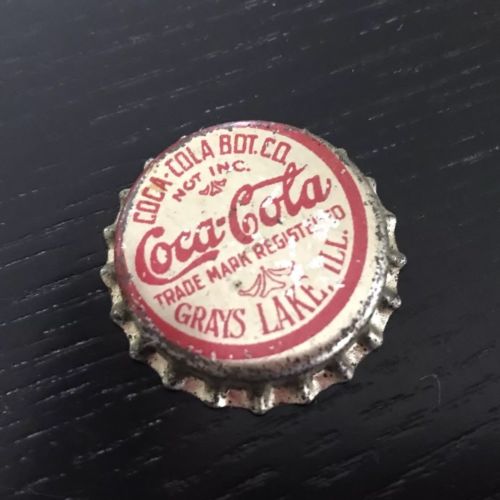 COCA-COLA BOT. CO.
NOT INC.
Coca-Cola
TRADE MARK REGISTERED
GRAYS LAKE, ILL.